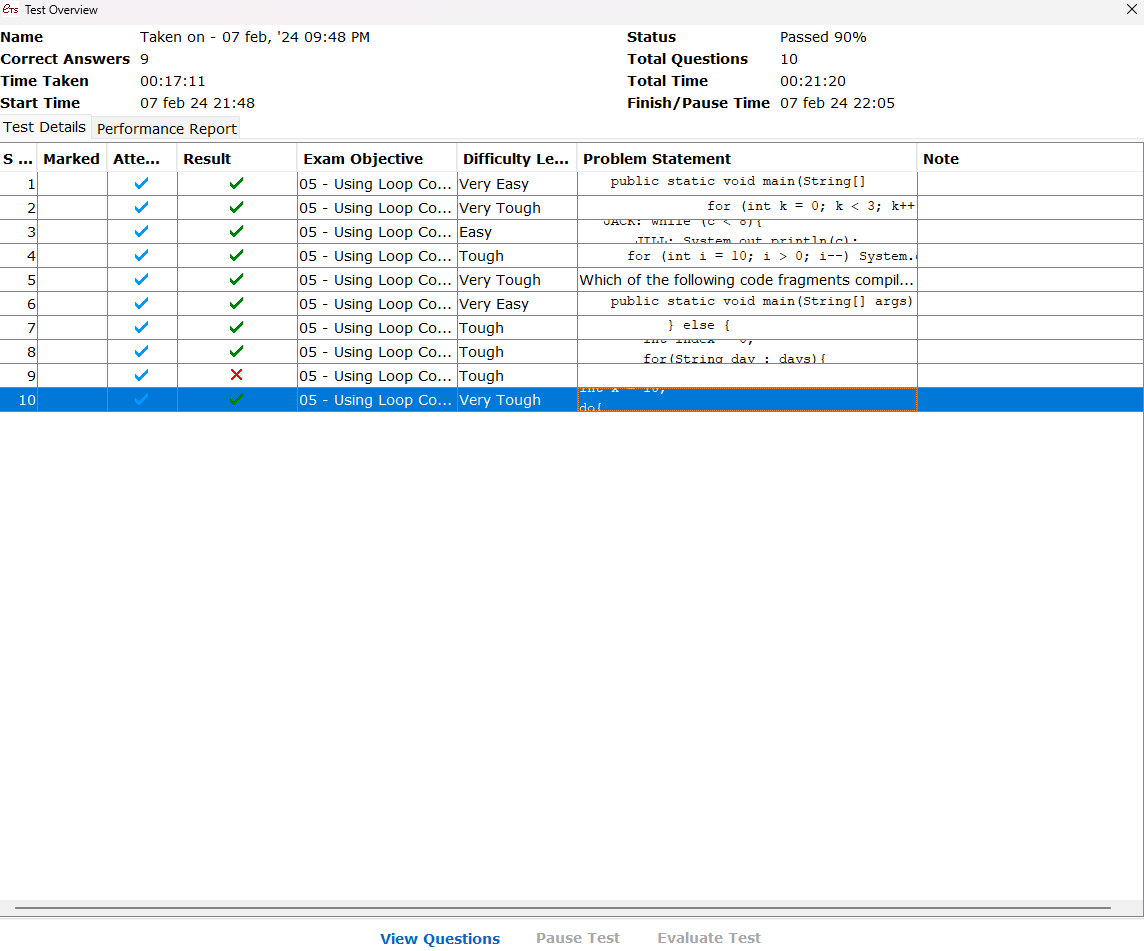 ETS Test Overview
Name Taken on - 07 feb, '24 09:48 PM Status Passed 90%
Correct Answers 9 Total Questions 10
Time Taken 00:17:11 Total Time 00:21:20
Start Time 07 feb 24 21:48 Finish/Pause Time 07 feb 24 22:05
Test Details Performance Report
S ... Marked Atte... Result Exam Objective Difficulty Le... Problem Statement Note
1 05 - Using Loop Co... Very Easy public static void main(String[]
2 05 - Using Loop Co... Very Tough for (int k = 0; k < 3; k++
3 05 - Using Loop Co... Easy JACK: while (c < 8){
JILL: System.out.println(c);
4 05 - Using Loop Co... Tough for (int i = 10; i > 0; i--) System.
5 05 - Using Loop Co... Very Tough Which of the following code fragments compil...
6 05 - Using Loop Co... Very Easy public static void main(String[] args)
7 05 - Using Loop Co... Tough } else {
8 05 - Using Loop Co... Tough int index = 0;
for(String day : days){
9 05 - Using Loop Co... Tough
10 05 - Using Loop Co... Very Tough int x = 10;
do{
View Questions Pause Test Evaluate Test